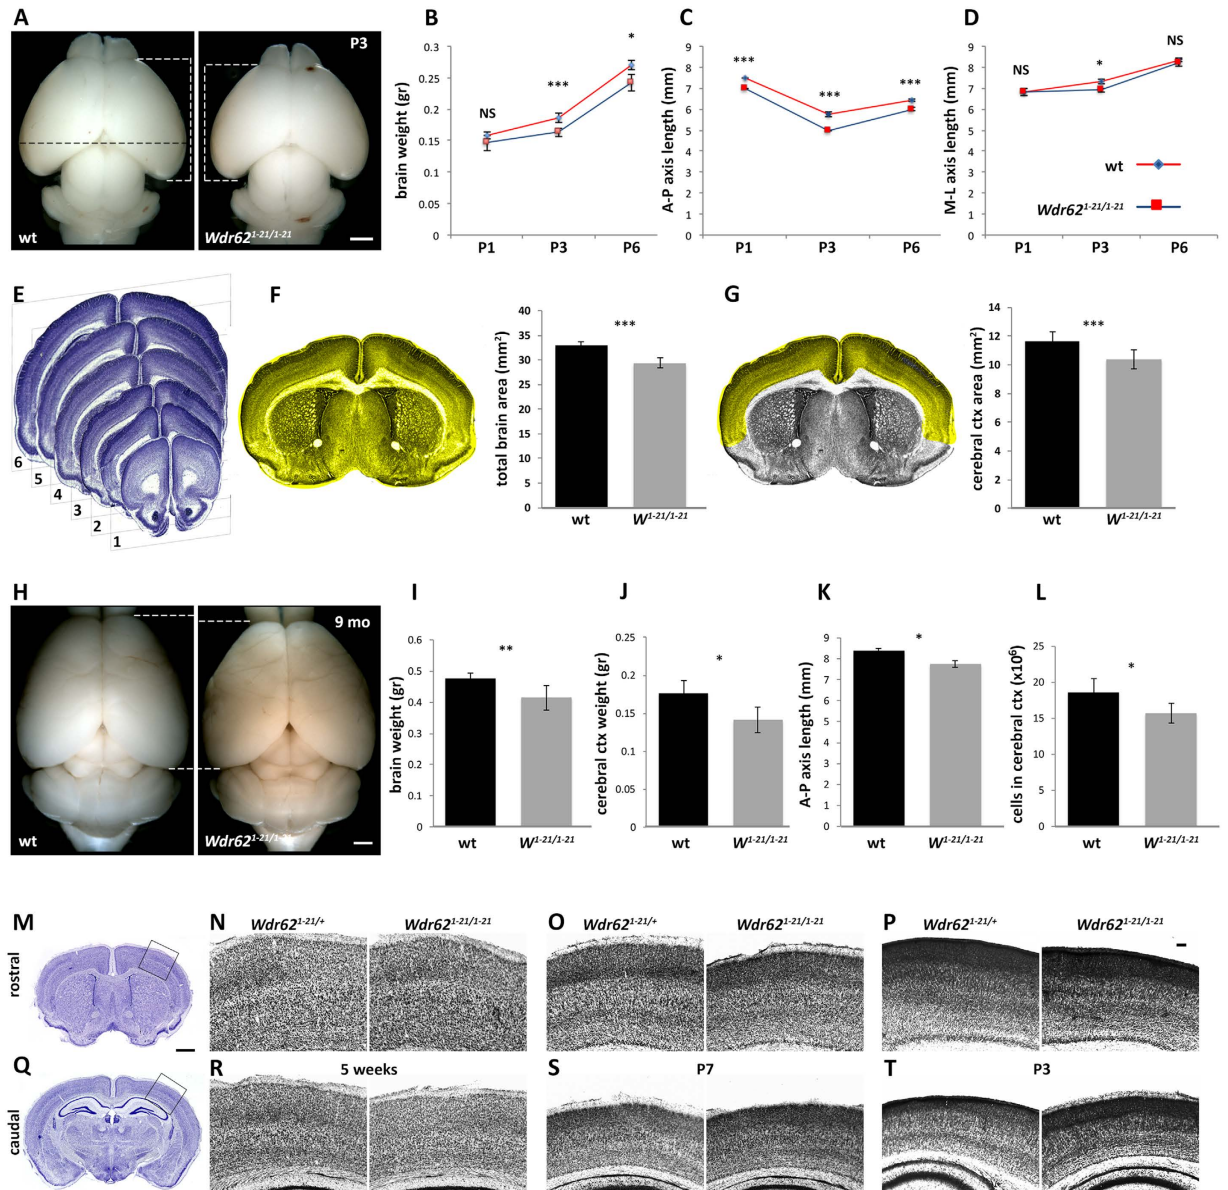 A
P3
wt
Wdr62^1-21/1-21
B
brain weight (gr)
0.3
0.25
0.2
0.15
0.1
0.05
0
NS
***
*
P1 P3 P6
C
A-P axis length (mm)
9
8
7
6
5
4
3
2
1
0
***
***
***
P1 P3 P6
D
M-L axis length (mm)
9
8
7
6
5
4
3
2
1
0
NS
*
NS
wt
Wdr62^1-21/1-21
P1 P3 P6
E
6
5
4
3
2
1
F
total brain area (mm²)
40
35
30
25
20
15
10
5
0
***
wt W^1-21/1-21
G
cerebral ctx area (mm²)
14
12
10
8
6
4
2
0
***
wt W^1-21/1-21
H
9 mo
wt
Wdr62^1-21/1-21
I
brain weight (gr)
0.6
0.5
0.4
0.3
0.2
0.1
0
**
wt W^1-21/1-21
J
cerebral ctx weight (gr)
0.25
0.2
0.15
0.1
0.05
0
*
wt W^1-21/1-21
K
A-P axis length (mm)
9
8
7
6
5
4
3
2
1
0
*
wt W^1-21/1-21
L
cells in cerebral ctx (x10⁶)
25
20
15
10
5
0
*
wt W^1-21/1-21
M
rostral
N
Wdr62^1-21/+ Wdr62^1-21/1-21
O
Wdr62^1-21/+ Wdr62^1-21/1-21
P
Wdr62^1-21/+ Wdr62^1-21/1-21
Q
caudal
R
5 weeks
S
P7
T
P3